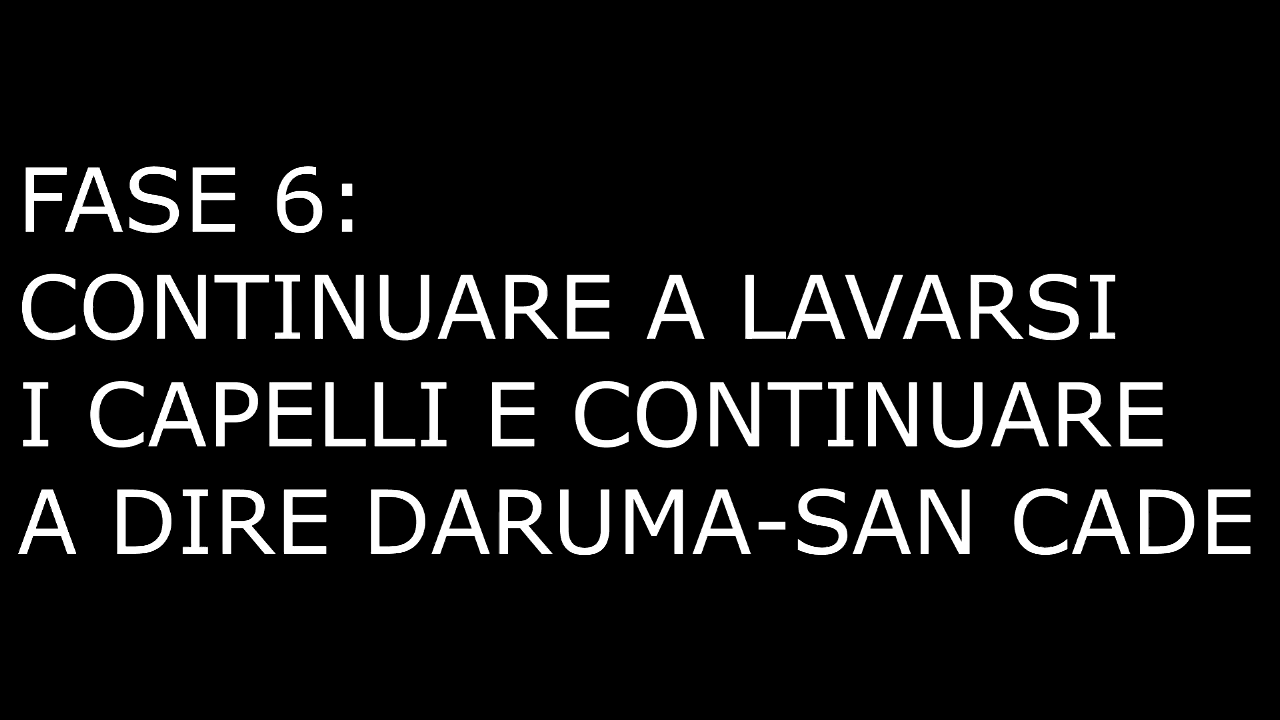 FASE 6:
CONTINUARE A LAVARSI
I CAPELLI E CONTINUARE
A DIRE DARUMA-SAN CADE